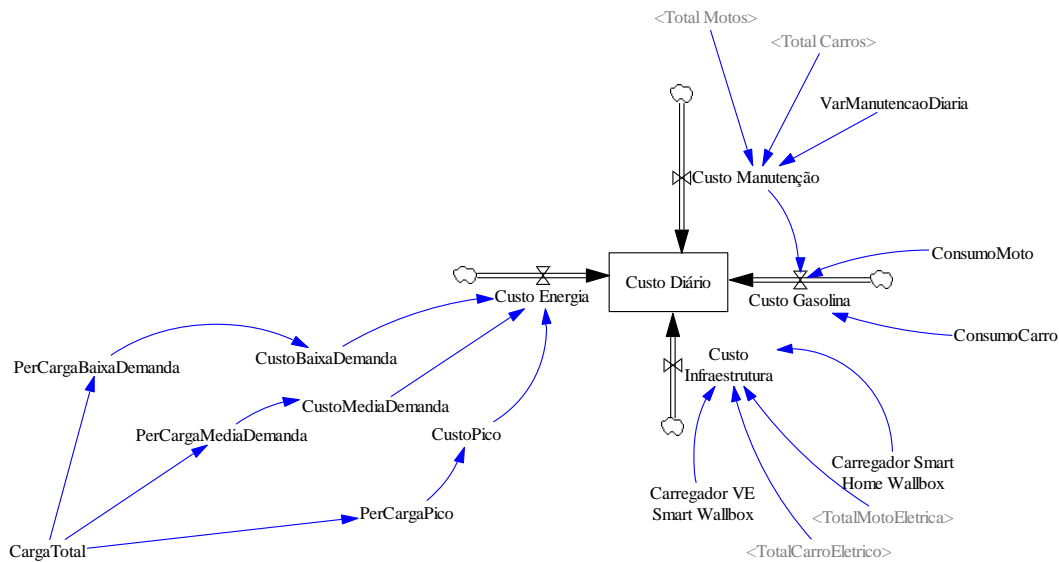 <Total Motos>
<Total Carros>
VarManutencaoDiaria
Custo Manutenção
ConsumoMoto
Custo Diário
Custo Energia
Custo Gasolina
ConsumoCarro
CustoBaixaDemanda
PerCargaBaixaDemanda
Custo
Infraestrutura
CustoMediaDemanda
PerCargaMediaDemanda
CustoPico
Carregador Smart
Home Wallbox
Carregador VE
Smart Wallbox
PerCargaPico
<TotalMotoEletrica>
CargaTotal
<TotalCarroEletrico>